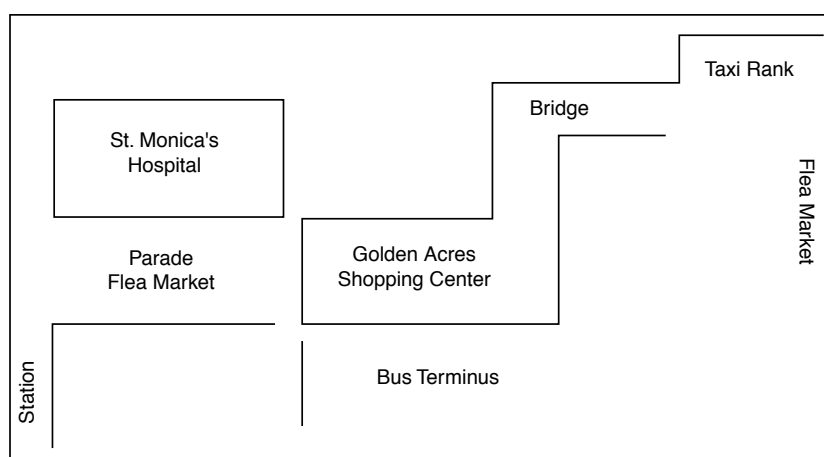 Taxi Rank
Bridge
St. Monica's
Hospital
Flea Market
Parade
Flea Market
Golden Acres
Shopping Center
Station
Bus Terminus